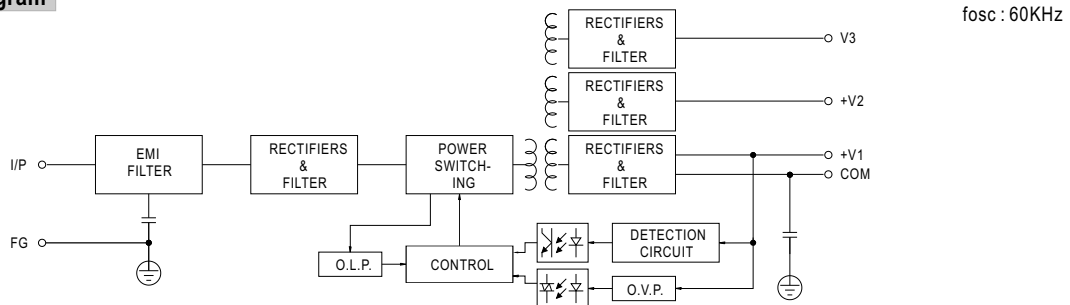 fosc : 60KHz
RECTIFIERS
&
FILTER
V3
RECTIFIERS
&
FILTER
+V2
I/P
EMI
FILTER
RECTIFIERS
&
FILTER
POWER
SWITCH-
ING
RECTIFIERS
&
FILTER
+V1
COM
FG
O.L.P.
CONTROL
DETECTION
CIRCUIT
O.V.P.